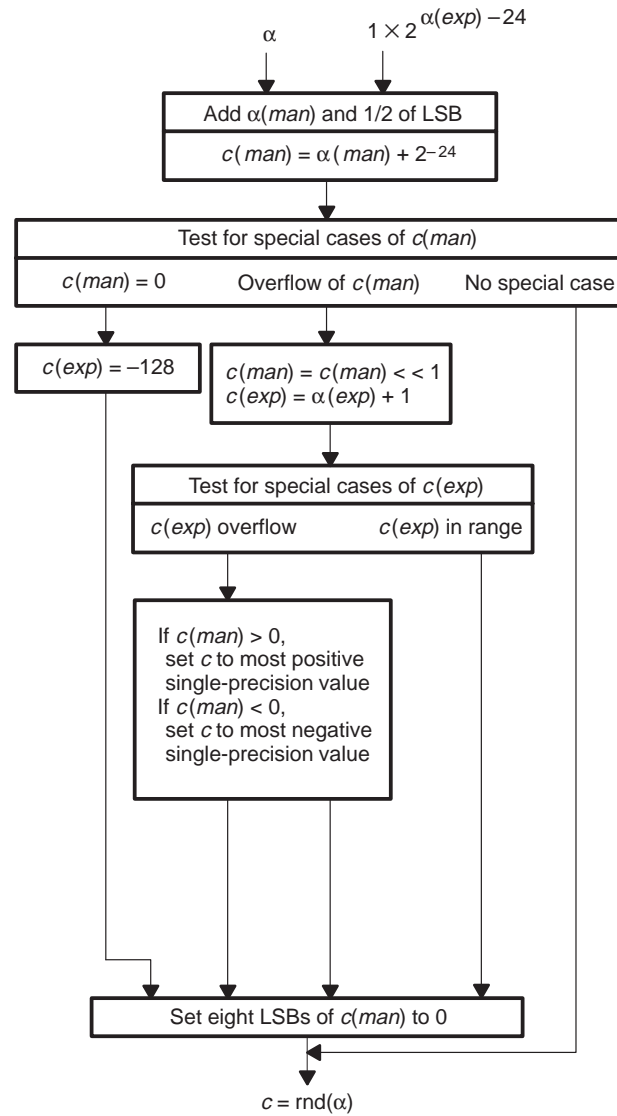 α
1 × 2^α(exp) – 24
Add α(man) and 1/2 of LSB
c(man) = α(man) + 2–24
Test for special cases of c(man)
c(man) = 0
Overflow of c(man)
No special case
c(exp) = –128
c(man) = c(man) < < 1
c(exp) = α(exp) + 1
Test for special cases of c(exp)
c(exp) overflow
c(exp) in range
If c(man) > 0,
set c to most positive
single-precision value
If c(man) < 0,
set c to most negative
single-precision value
Set eight LSBs of c(man) to 0
c = rnd(α)